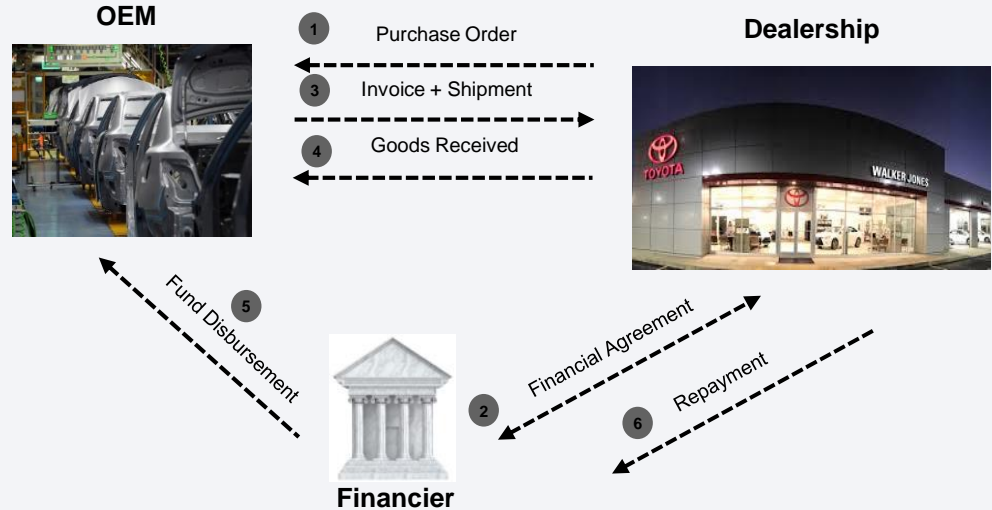 OEM
Dealership
1
Purchase Order
3
Invoice + Shipment
4
Goods Received
TOYOTA
WALKER JONES
5
Fund Disbursement
2
Financial Agreement
6
Repayment
Financier